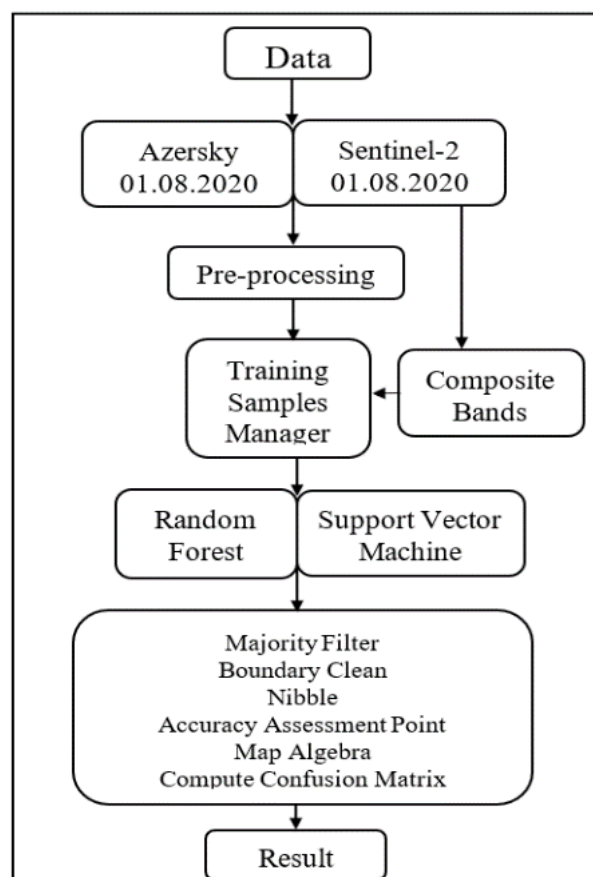 Data
Azersky
01.08.2020
Sentinel-2
01.08.2020
Pre-processing
Training
Samples
Manager
Composite
Bands
Random
Forest
Support Vector
Machine
Majority Filter
Boundary Clean
Nibble
Accuracy Assessment Point
Map Algebra
Compute Confusion Matrix
Result